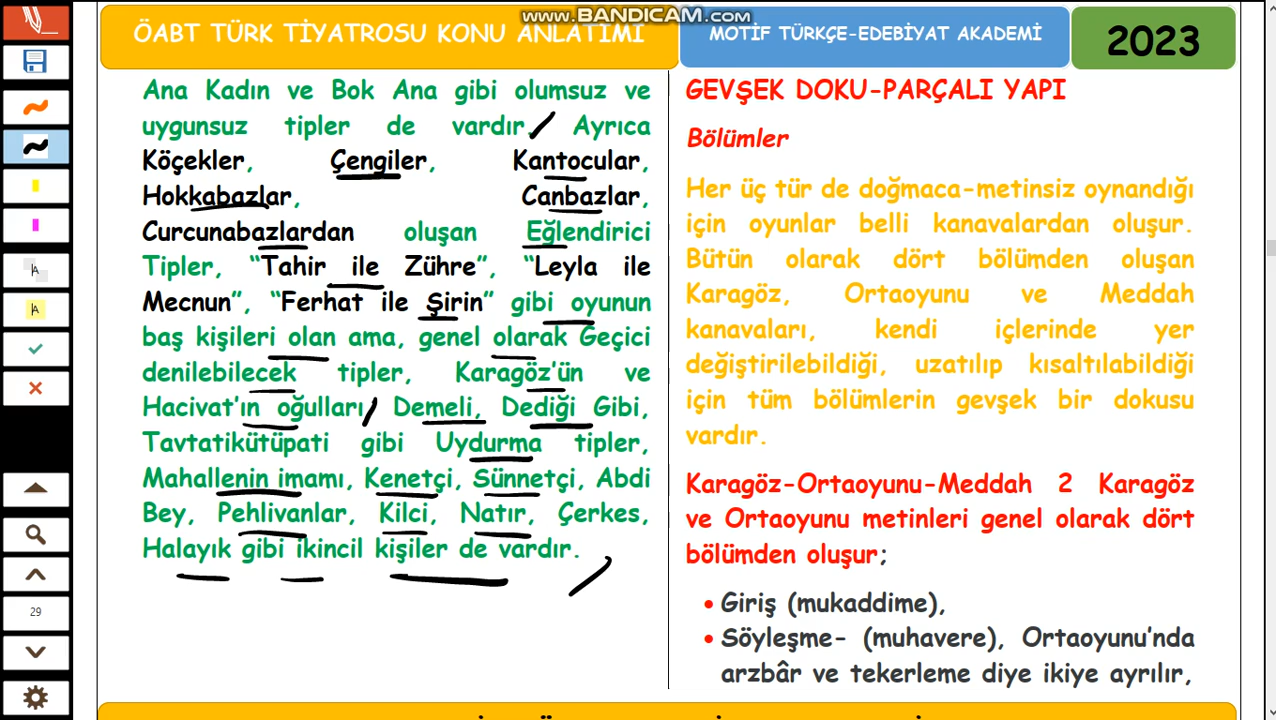 www.BANDICAM.com
ÖABT TÜRK TİYATROSU KONU ANLATIMI
MOTİF TÜRKÇE-EDEBİYAT AKADEMİ
2023
Ana Kadın ve Bok Ana gibi olumsuz ve
uygunsuz tipler de vardır. Ayrıca
Köçekler, Çengiler, Kantocular,
Hokkabazlar, Canbazlar,
Curcunabazlardan oluşan Eğlendirici
Tipler, “Tahir ile Zühre”, “Leyla ile
Mecnun”, “Ferhat ile Şirin” gibi oyunun
baş kişileri olan ama, genel olarak Geçici
denilebilecek tipler, Karagöz’ün ve
Hacivat’ın oğulları, Demeli, Dediği Gibi,
Tavtatikütüpati gibi Uydurma tipler,
Mahallenin imamı, Kenetçi, Sünnetçi, Abdi
Bey, Pehlivanlar, Kilci, Natır, Çerkes,
Halayık gibi ikincil kişiler de vardır.
GEVŞEK DOKU-PARÇALI YAPI
Bölümler
Her üç tür de doğmaca-metinsiz oynandığı
için oyunlar belli kanavalardan oluşur.
Bütün olarak dört bölümden oluşan
Karagöz, Ortaoyunu ve Meddah
kanavaları, kendi içlerinde yer
değiştirilebildiği, uzatılıp kısaltılabildiği
için tüm bölümlerin gevşek bir dokusu
vardır.
Karagöz-Ortaoyunu-Meddah 2 Karagöz
ve Ortaoyunu metinleri genel olarak dört
bölümden oluşur;
• Giriş (mukaddime),
• Söyleşme- (muhavere), Ortaoyunu’nda
arzbâr ve tekerleme diye ikiye ayrılır,
29